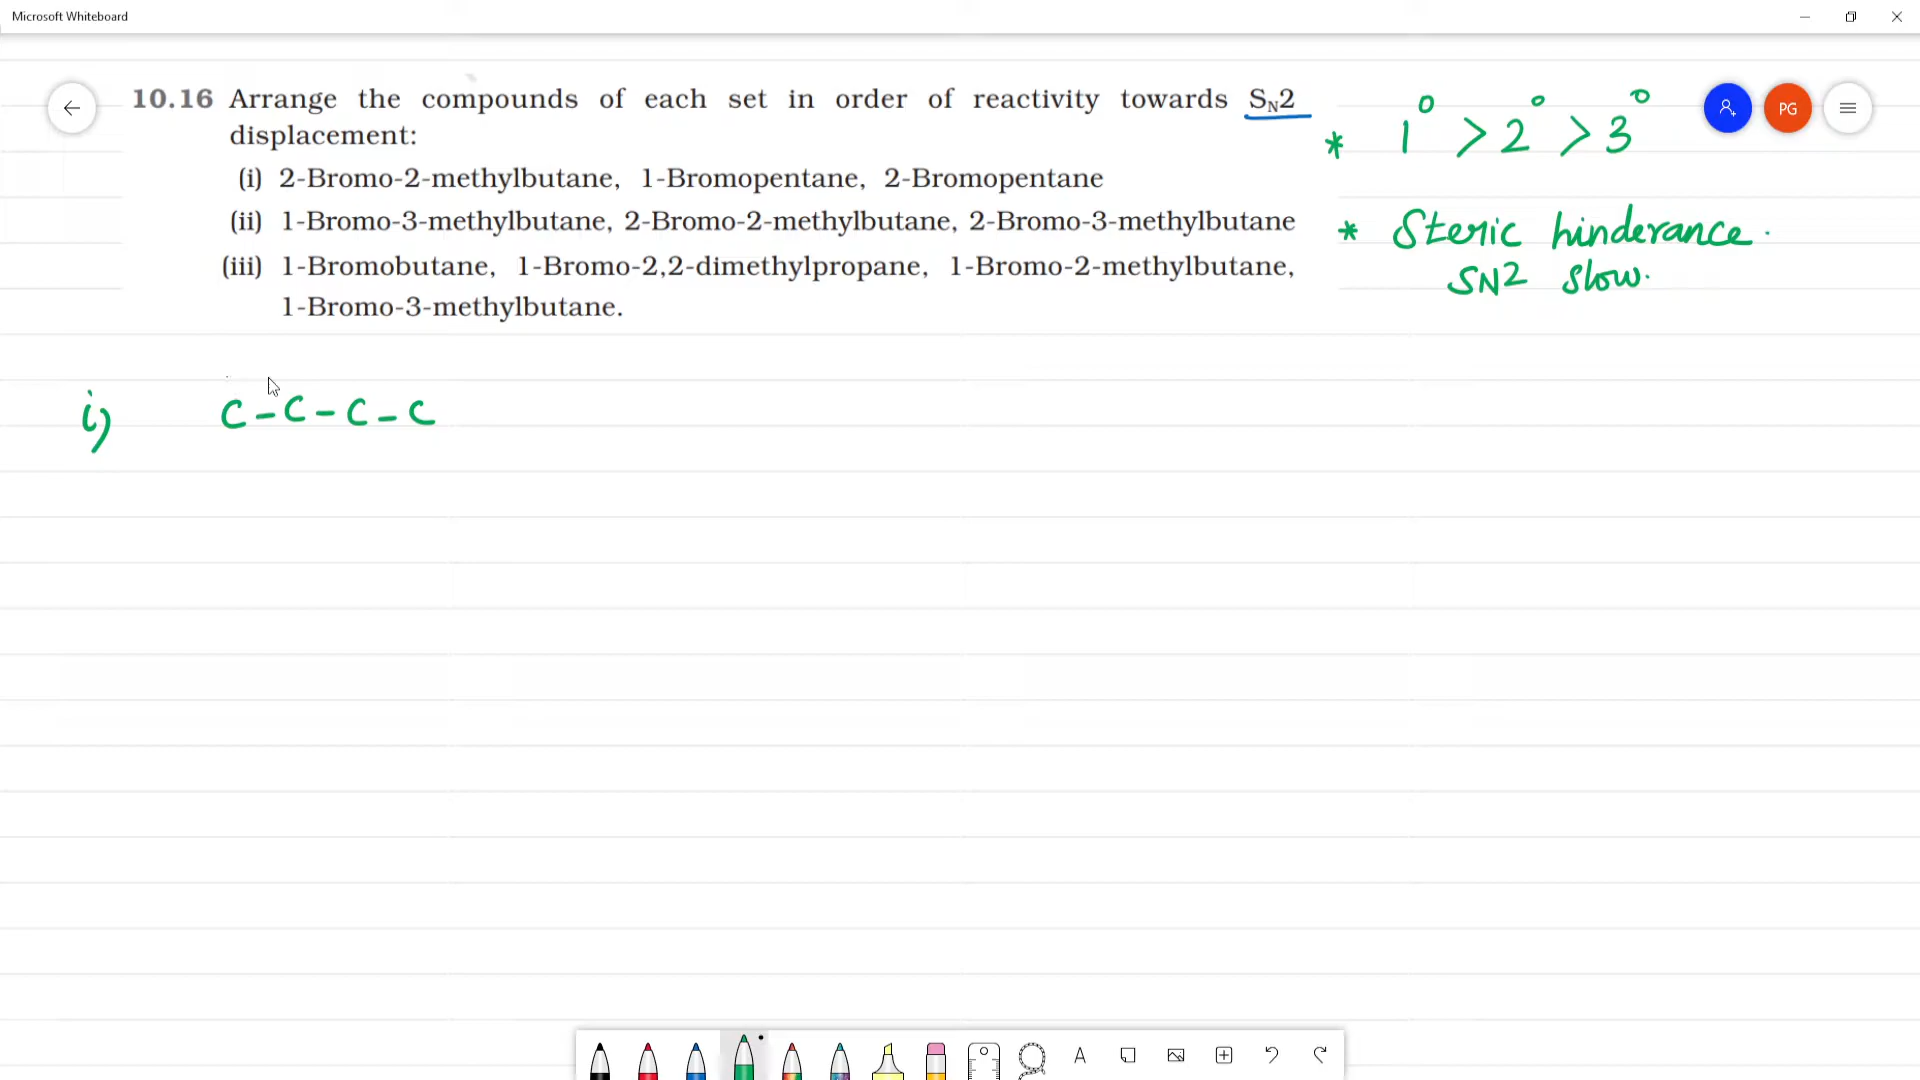 Microsoft Whiteboard
10.16 Arrange the compounds of each set in order of reactivity towards SN2
displacement:
(i) 2-Bromo-2-methylbutane, 1-Bromopentane, 2-Bromopentane
(ii) 1-Bromo-3-methylbutane, 2-Bromo-2-methylbutane, 2-Bromo-3-methylbutane
(iii) 1-Bromobutane, 1-Bromo-2,2-dimethylpropane, 1-Bromo-2-methylbutane,
1-Bromo-3-methylbutane.
* 1° > 2° > 3°
PG
* Steric hinderance.
SN2 slow.
i) C-C-C-C
A